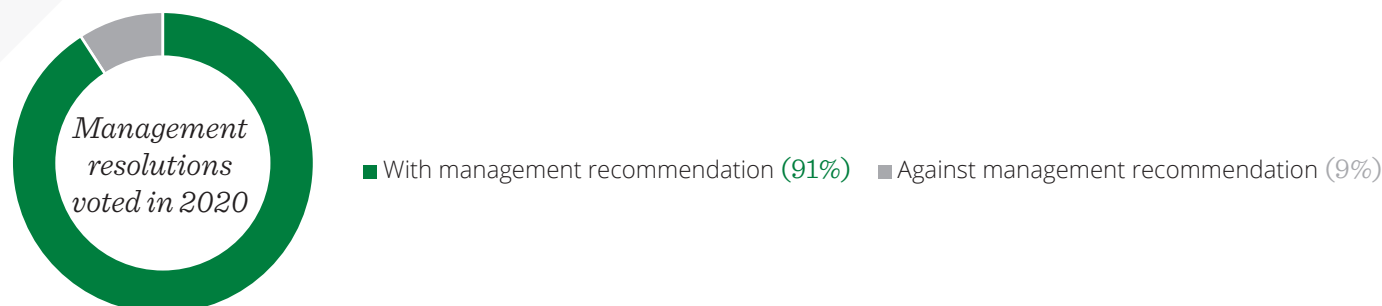 Management
resolutions
voted in 2020
With management recommendation (91%)
Against management recommendation (9%)